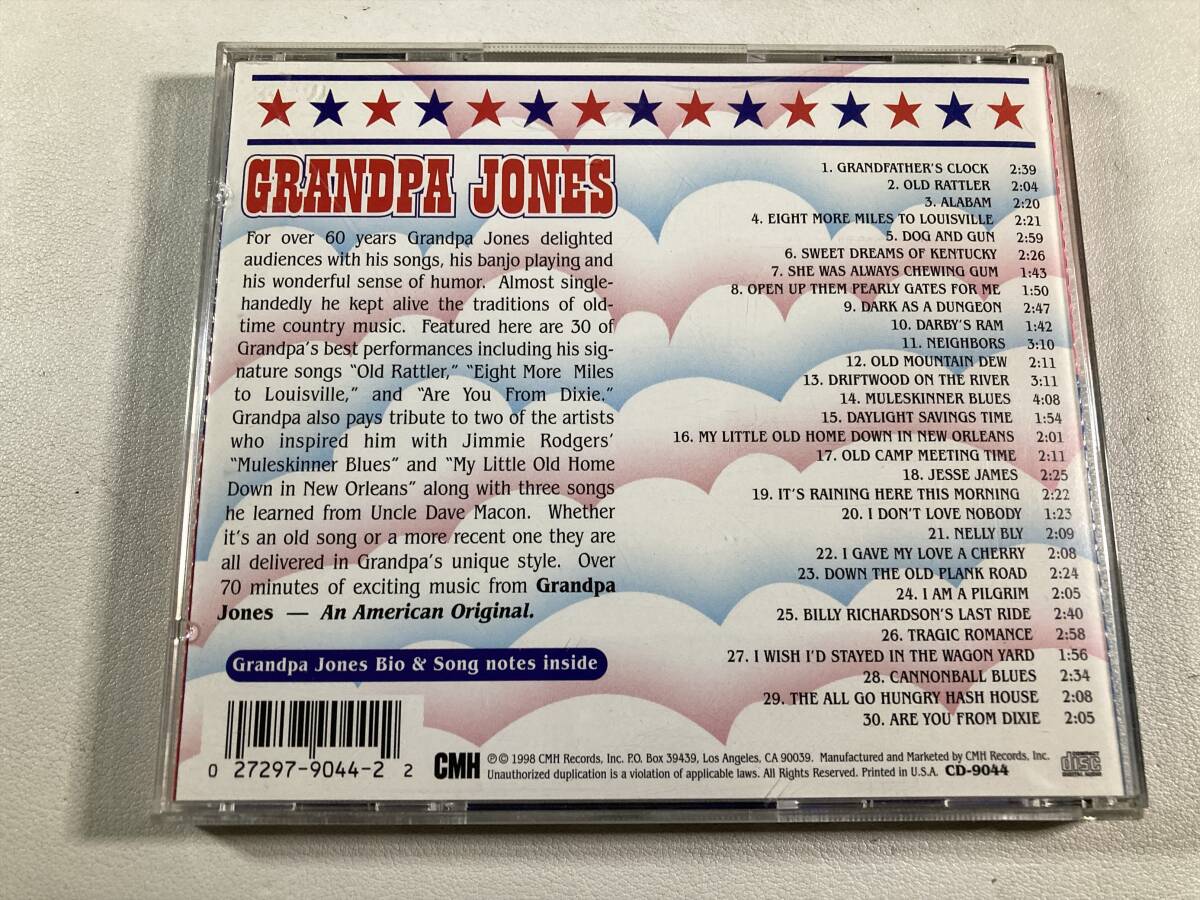 GRANDPA JONES
For over 60 years Grandpa Jones delighted
audiences with his songs, his banjo playing and
his wonderful sense of humor. Almost single-
handedly he kept alive the traditions of old-
time country music. Featured here are 30 of
Grandpa's best performances including his sig-
nature songs "Old Rattler," "Eight More Miles
to Louisville," and "Are You From Dixie."
Grandpa also pays tribute to two of the artists
who inspired him with Jimmie Rodgers'
"Muleskinner Blues" and "My Little Old Home
Down in New Orleans" along with three songs
he learned from Uncle Dave Macon. Whether
it's an old song or a more recent one they are
all delivered in Grandpa's unique style. Over
70 minutes of exciting music from Grandpa
Jones — An American Original.
Grandpa Jones Bio & Song notes inside
1. GRANDFATHER'S CLOCK 2:39
2. OLD RATTLER 2:04
3. ALABAM 2:20
4. EIGHT MORE MILES TO LOUISVILLE 2:21
5. DOG AND GUN 2:59
6. SWEET DREAMS OF KENTUCKY 2:26
7. SHE WAS ALWAYS CHEWING GUM 1:43
8. OPEN UP THEM PEARLY GATES FOR ME 1:50
9. DARK AS A DUNGEON 2:47
10. DARBY'S RAM 1:42
11. NEIGHBORS 3:10
12. OLD MOUNTAIN DEW 2:11
13. DRIFTWOOD ON THE RIVER 3:11
14. MULESKINNER BLUES 4:08
15. DAYLIGHT SAVINGS TIME 1:54
16. MY LITTLE OLD HOME DOWN IN NEW ORLEANS 2:01
17. OLD CAMP MEETING TIME 2:11
18. JESSE JAMES 2:25
19. IT'S RAINING HERE THIS MORNING 2:22
20. I DON'T LOVE NOBODY 1:23
21. NELLY BLY 2:09
22. I GAVE MY LOVE A CHERRY 2:08
23. DOWN THE OLD PLANK ROAD 2:24
24. I AM A PILGRIM 2:05
25. BILLY RICHARDSON'S LAST RIDE 2:40
26. TRAGIC ROMANCE 2:58
27. I WISH I'D STAYED IN THE WAGON YARD 1:56
28. CANNONBALL BLUES 2:34
29. THE ALL GO HUNGRY HASH HOUSE 2:08
30. ARE YOU FROM DIXIE 2:05
0 27297-9044-2 2
CMH
℗© 1998 CMH Records, Inc. P.O. Box 39439, Los Angeles, CA 90039. Manufactured and Marketed by CMH Records, Inc.
Unauthorized duplication is a violation of applicable laws. All Rights Reserved. Printed in U.S.A. CD-9044
COMPACT
disc
DIGITAL AUDIO